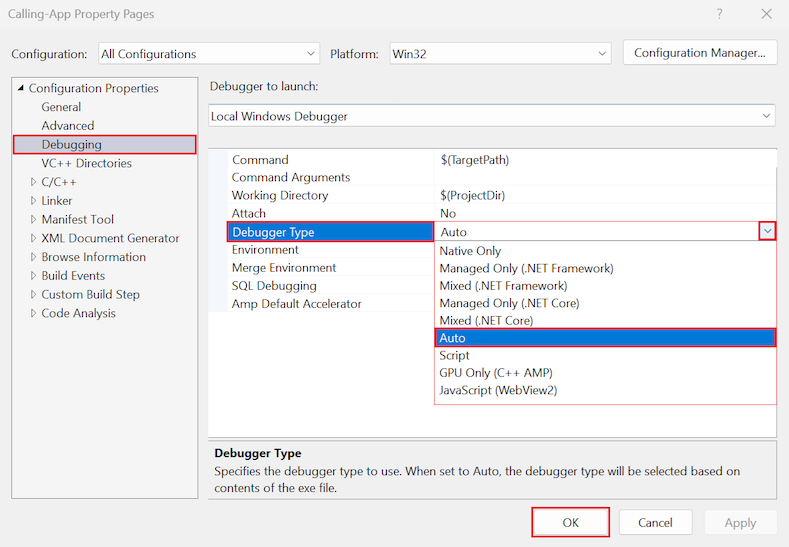 Calling-App Property Pages
Configuration: All Configurations Platform: Win32 Configuration Manager...
Configuration Properties
General
Advanced
Debugging
VC++ Directories
C/C++
Linker
Manifest Tool
XML Document Generator
Browse Information
Build Events
Custom Build Step
Code Analysis
Debugger to launch:
Local Windows Debugger
Command $(TargetPath)
Command Arguments
Working Directory $(ProjectDir)
Attach No
Debugger Type Auto
Environment
Merge Environment
SQL Debugging
Amp Default Accelerator
Native Only
Managed Only (.NET Framework)
Mixed (.NET Framework)
Managed Only (.NET Core)
Mixed (.NET Core)
Auto
Script
GPU Only (C++ AMP)
JavaScript (WebView2)
Debugger Type
Specifies the debugger type to use. When set to Auto, the debugger type will be selected based on
contents of the exe file.
OK Cancel Apply